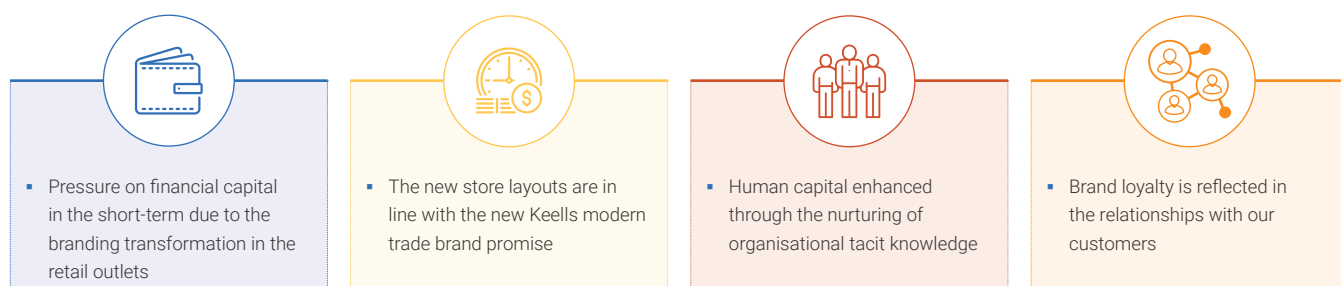 ▪ Pressure on financial capital
in the short-term due to the
branding transformation in the
retail outlets
▪ The new store layouts are in
line with the new Keells modern
trade brand promise
▪ Human capital enhanced
through the nurturing of
organisational tacit knowledge
▪ Brand loyalty is reflected in
the relationships with our
customers